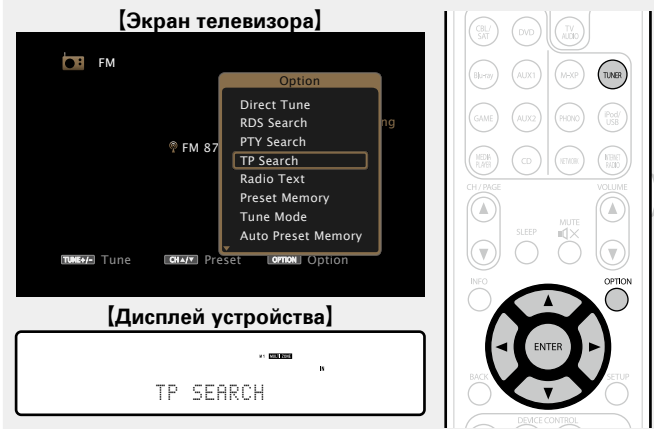 【Экран телевизора】
FM
Option
Direct Tune
RDS Search
ng
PTY Search
FM 87
TP Search
Radio Text
Preset Memory
Tune Mode
Auto Preset Memory
TUNE+/- Tune CH▲/▼ Preset OPTION Option
【Дисплей устройства】
TP SEARCH
CBL/
SAT
DVD
TV
AUDIO
Blu-ray
AUX1
M-XP
TUNER
GAME
AUX2
PHONO
iPod/
USB
MEDIA
PLAYER
CD
NETWORK
INTERNET
RADIO
CH / PAGE
VOLUME
MUTE
SLEEP
INFO
OPTION
ENTER
BACK
SETUP
DEVICE CONTROL